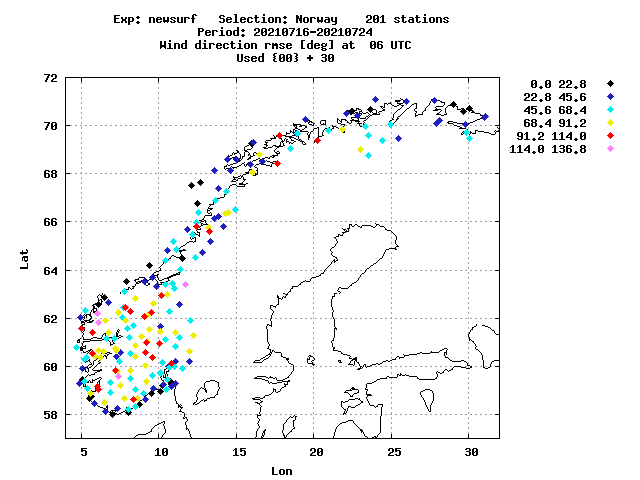 Exp: newsurf   Selection: Norway    201 stations
Period: 20210716-20210724
Wind direction rmse [deg] at  06 UTC
Used {00} + 30
0.0 22.8
22.8 45.6
45.6 68.4
68.4 91.2
91.2 114.0
114.0 136.8
72
70
68
66
64
62
60
58
Lat
5 10 15 20 25 30
Lon